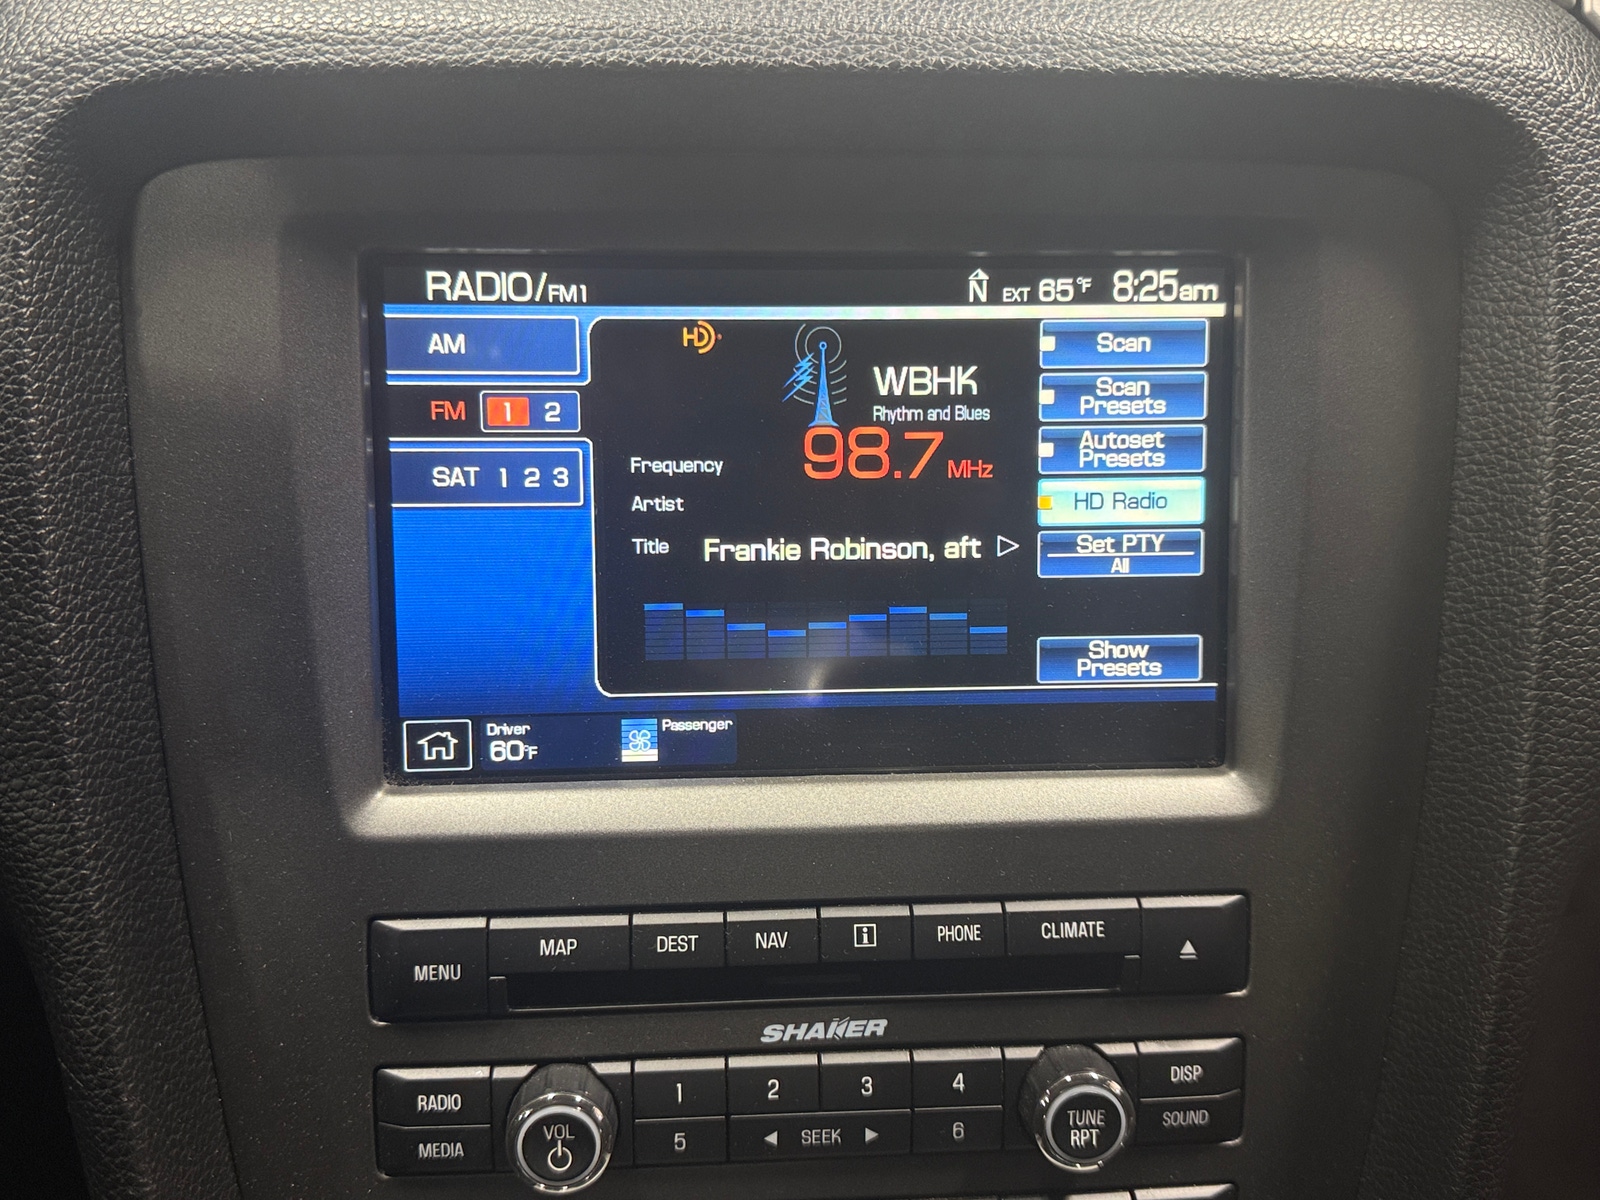 RADIO/FM1
N EXT 65°F 8:25am
AM
FM 1 2
SAT 1 2 3
HD
WBHK
Rhythm and Blues
Frequency 98.7 MHz
Artist
Title Frankie Robinson, aft
Scan
Scan
Presets
Autoset
Presets
HD Radio
Set PTY
All
Show
Presets
Driver
60°F
Passenger
MENU
MAP
DEST
NAV
i
PHONE
CLIMATE
SHAKER
RADIO
MEDIA
VOL
1
2
3
4
5
SEEK
6
TUNE
RPT
DISP
SOUND